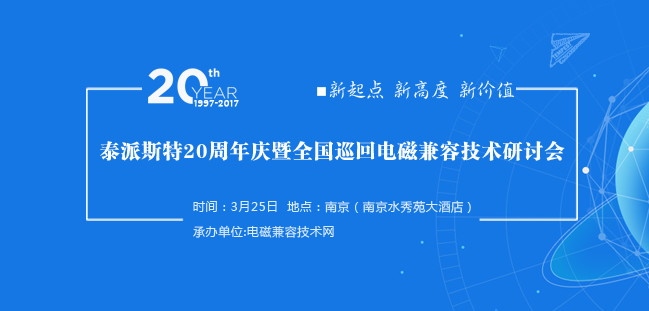 20th
YEAR
1997-2017
■新起点 新高度 新价值
泰派斯特20周年庆暨全国巡回电磁兼容技术研讨会
时间：3月25日 地点：南京（南京水秀苑大酒店）
承办单位:电磁兼容技术网